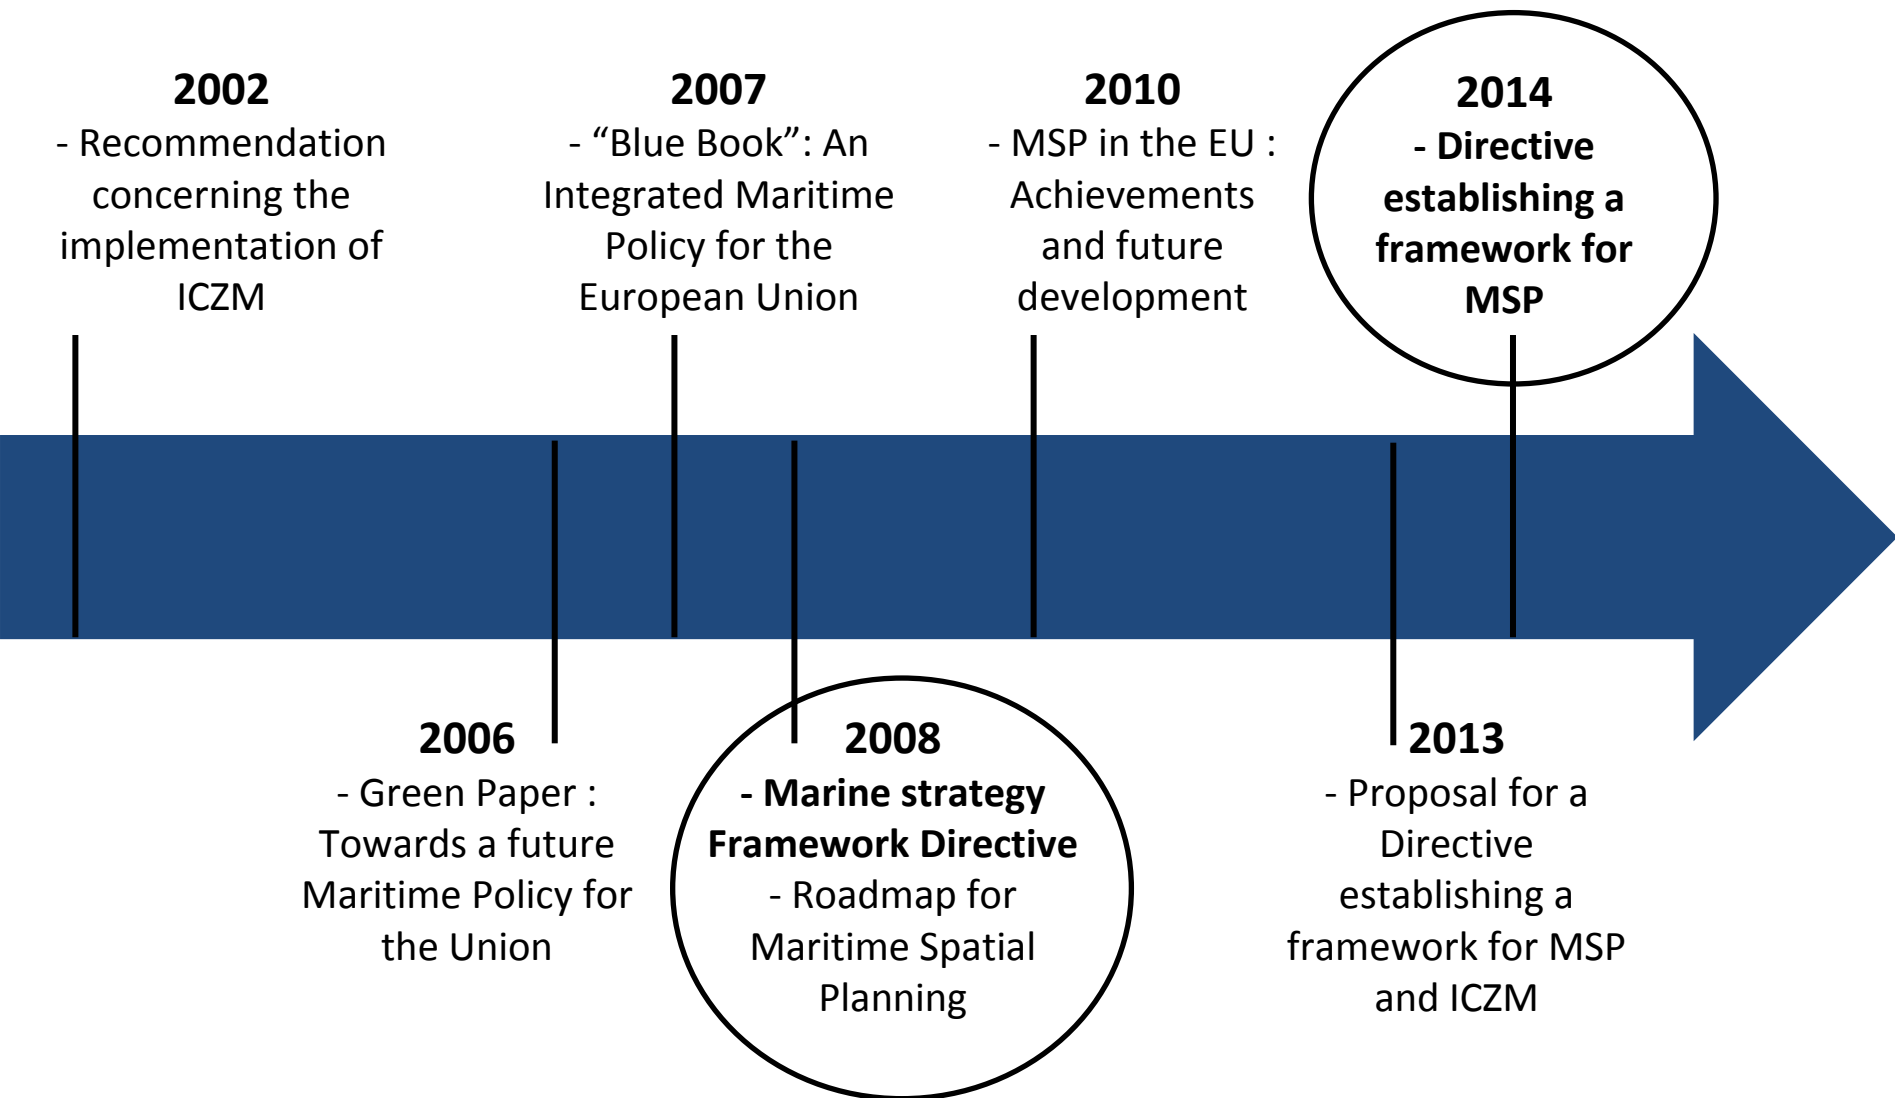 2002
- Recommendation
concerning the
implementation of
ICZM
2007
- “Blue Book”: An
Integrated Maritime
Policy for the
European Union
2010
- MSP in the EU :
Achievements
and future
development
2014
- Directive
establishing a
framework for
MSP
2006
- Green Paper :
Towards a future
Maritime Policy for
the Union
2008
- Marine strategy
Framework Directive
- Roadmap for
Maritime Spatial
Planning
2013
- Proposal for a
Directive
establishing a
framework for MSP
and ICZM